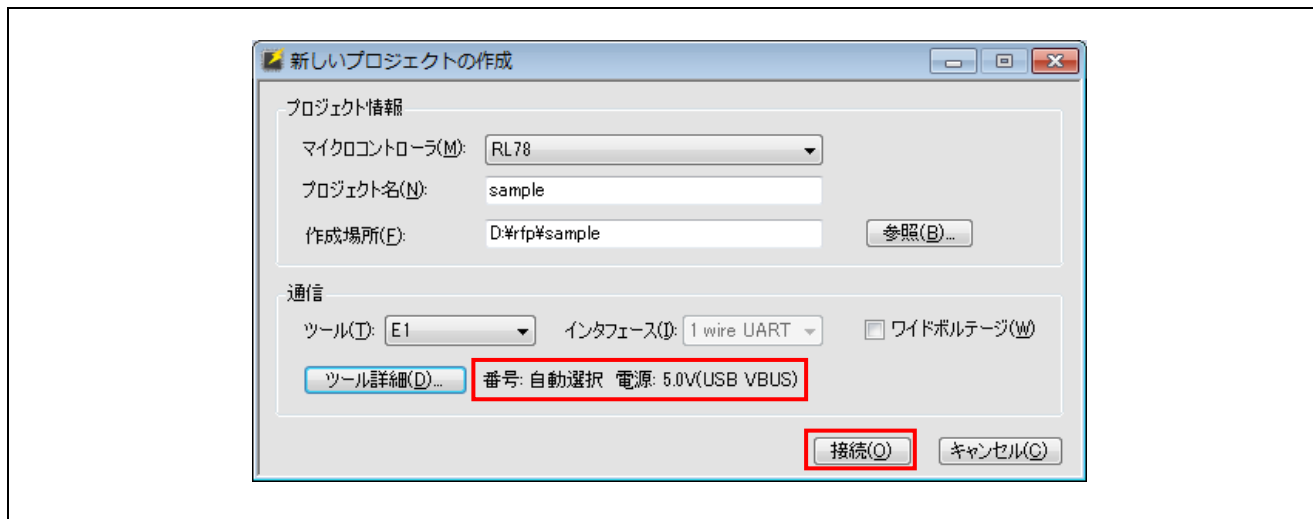 新しいプロジェクトの作成
プロジェクト情報
マイクロコントローラ(M): RL78
プロジェクト名(N): sample
作成場所(F): D:¥rfp¥sample 参照(B)...
通信
ツール(T): E1 インタフェース(I): 1 wire UART ワイドボルテージ(W)
ツール詳細(D)... 番号: 自動選択 電源: 5.0V(USB VBUS)
接続(O) キャンセル(C)